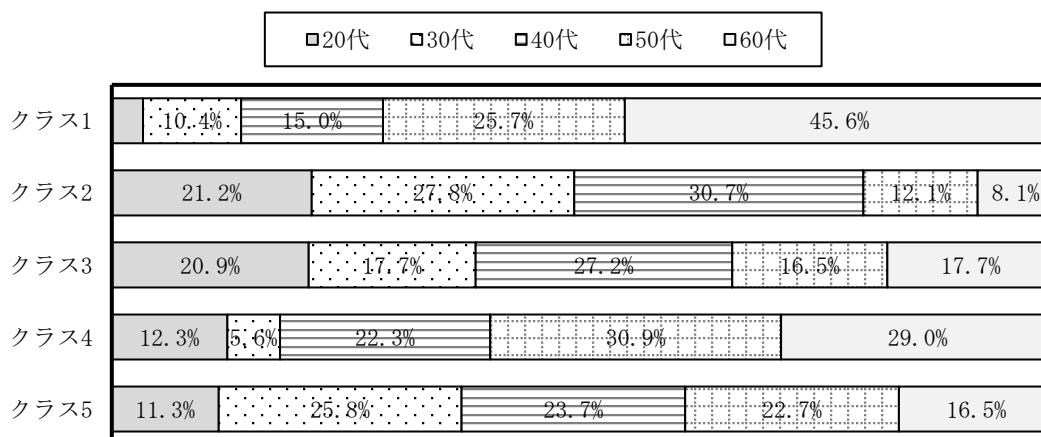 20代 30代 40代 50代 60代
クラス1 10.4% 15.0% 25.7% 45.6%
クラス2 21.2% 27.8% 30.7% 12.1% 8.1%
クラス3 20.9% 17.7% 27.2% 16.5% 17.7%
クラス4 12.3% 5.6% 22.3% 30.9% 29.0%
クラス5 11.3% 25.8% 23.7% 22.7% 16.5%